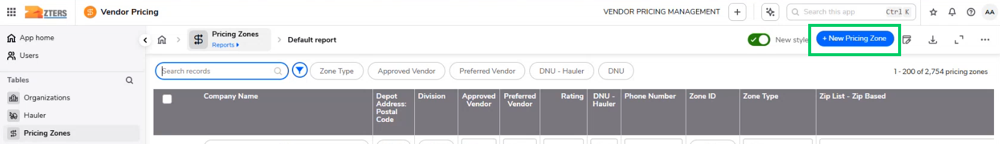 ZTERS
Vendor Pricing
VENDOR PRICING MANAGEMENT
+
Search this app
Ctrl K
AA
App home
Users
Tables
Organizations
Hauler
Pricing Zones
Pricing Zones
Reports
Default report
New style
+ New Pricing Zone
Search records
Zone Type
Approved Vendor
Preferred Vendor
DNU - Hauler
DNU
1 - 200 of 2,754 pricing zones
Company Name
Depot
Address:
Postal
Code
Division
Approved
Vendor
Preferred
Vendor
Rating
DNU -
Hauler
Phone Number
Zone ID
Zone Type
Zip List - Zip Based